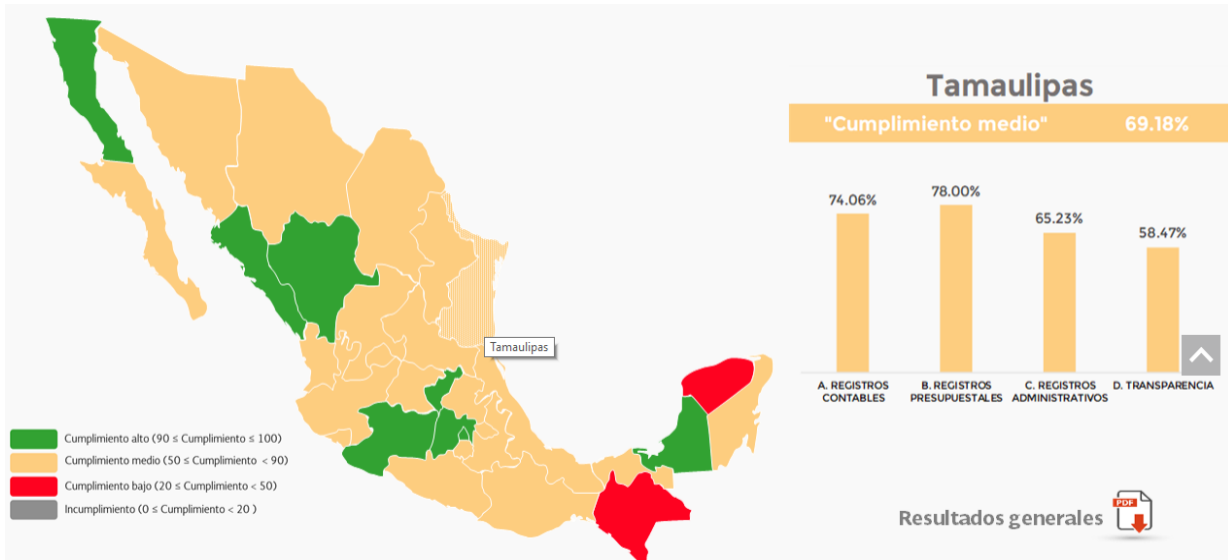 Tamaulipas
"Cumplimiento medio" 69.18%
74.06%
78.00%
65.23%
58.47%
A. REGISTROS
CONTABLES
B. REGISTROS
PRESUPUESTALES
C. REGISTROS
ADMINISTRATIVOS
D. TRANSPARENCIA
Tamaulipas
Cumplimiento alto (90 ≤ Cumplimiento ≤ 100)
Cumplimiento medio (50 ≤ Cumplimiento < 90)
Cumplimiento bajo (20 ≤ Cumplimiento < 50)
Incumplimiento (0 ≤ Cumplimiento < 20 )
Resultados generales
PDF